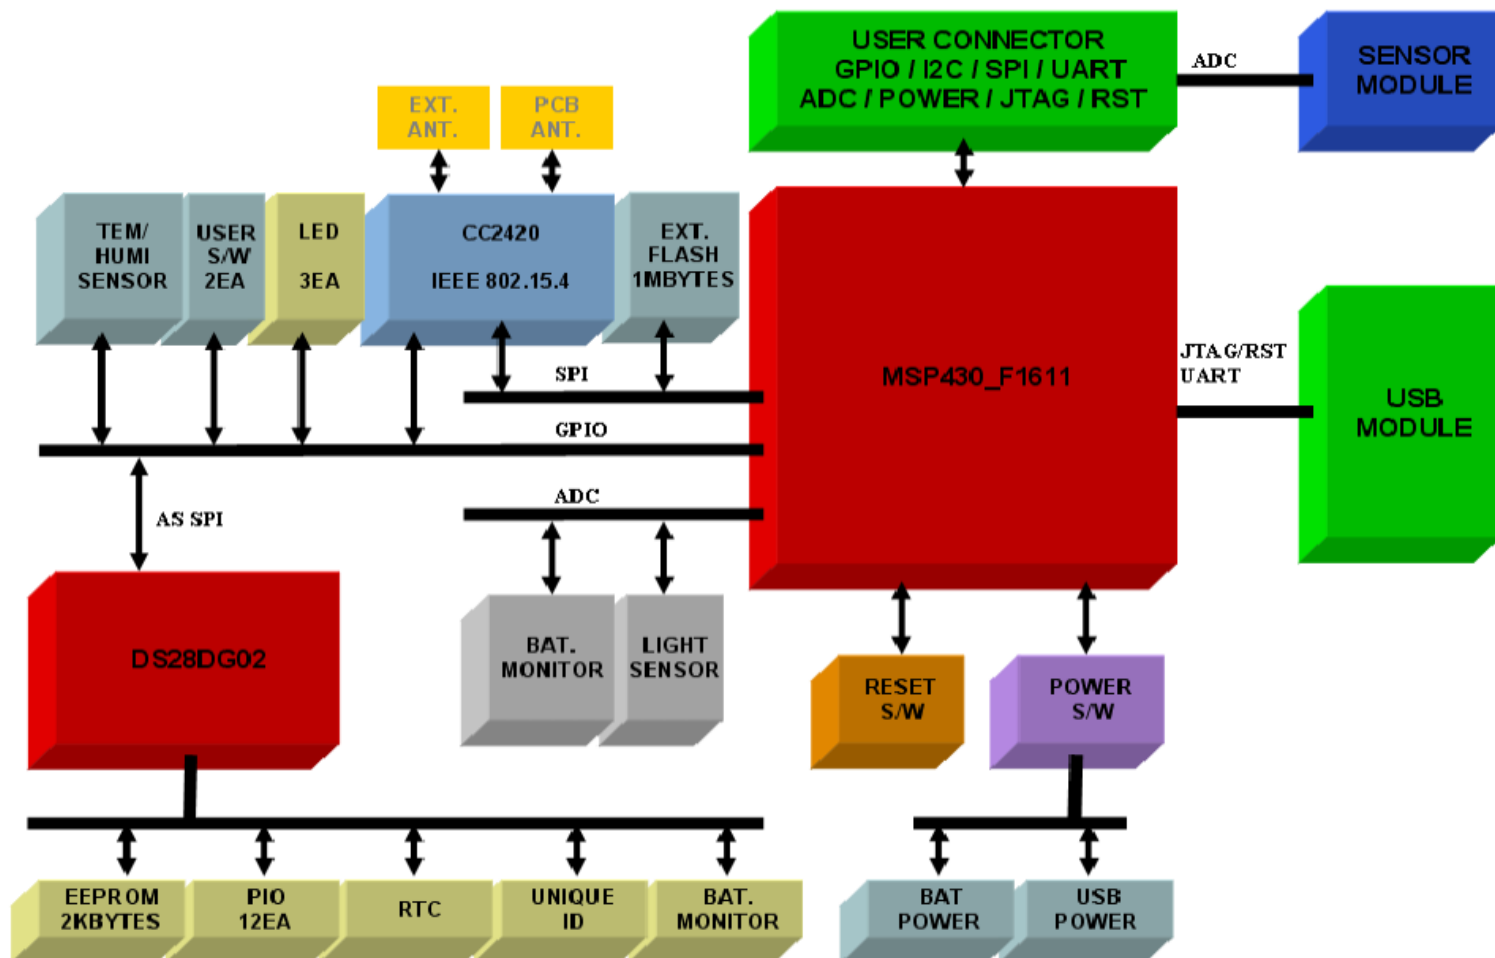 USER CONNECTOR
GPIO / I2C / SPI / UART
ADC / POWER / JTAG / RST
ADC
SENSOR
MODULE
EXT.
ANT.
PCB
ANT.
TEM/
HUMI
SENSOR
USER
S/W
2EA
LED
3EA
CC2420
IEEE 802.15.4
EXT.
FLASH
1MBYTES
MSP430_F1611
JTAG/RST
UART
USB
MODULE
SPI
GPIO
ADC
AS SPI
DS28DG02
BAT.
MONITOR
LIGHT
SENSOR
RESET
S/W
POWER
S/W
EEPROM
2KBYTES
PIO
12EA
RTC
UNIQUE
ID
BAT.
MONITOR
BAT
POWER
USB
POWER